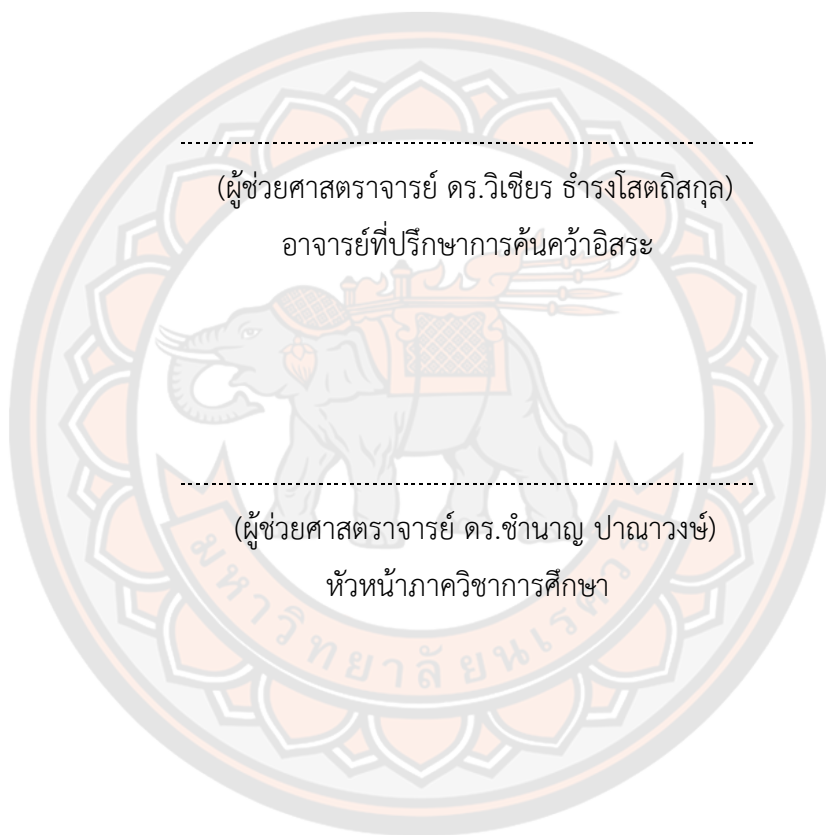 (ผู้ช่วยศาสตราจารย์ ดร.วิเชียร ธำรงโสตถิสกุล)
อาจารย์ที่ปรึกษาการค้นคว้าอิสระ
(ผู้ช่วยศาสตราจารย์ ดร.ชำนาญ ปาณาวงษ์)
หัวหน้าภาควิชาการศึกษา
มหาวิทยาลัยนเรศวร